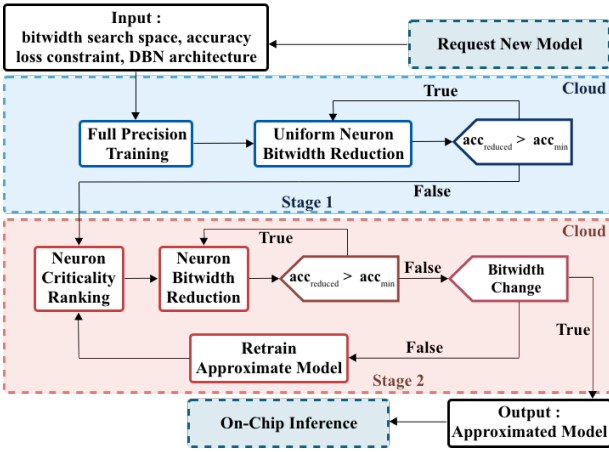 Input :
bitwidth search space, accuracy
loss constraint, DBN architecture
Request New Model
Cloud
True
Full Precision
Training
Uniform Neuron
Bitwidth Reduction
acc_reduced > acc_min
False
Stage 1
Cloud
True
Neuron
Criticality
Ranking
Neuron
Bitwidth
Reduction
acc_reduced > acc_min
False
Bitwidth
Change
True
False
Retrain
Approximate Model
Stage 2
On-Chip Inference
Output :
Approximated Model